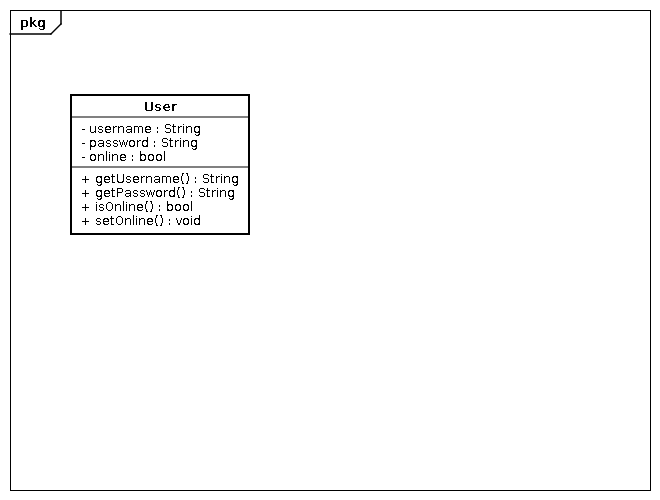 pkg
User
- username : String
- password : String
- online : bool
+ getUsername() : String
+ getPassword() : String
+ isOnline() : bool
+ setOnline() : void